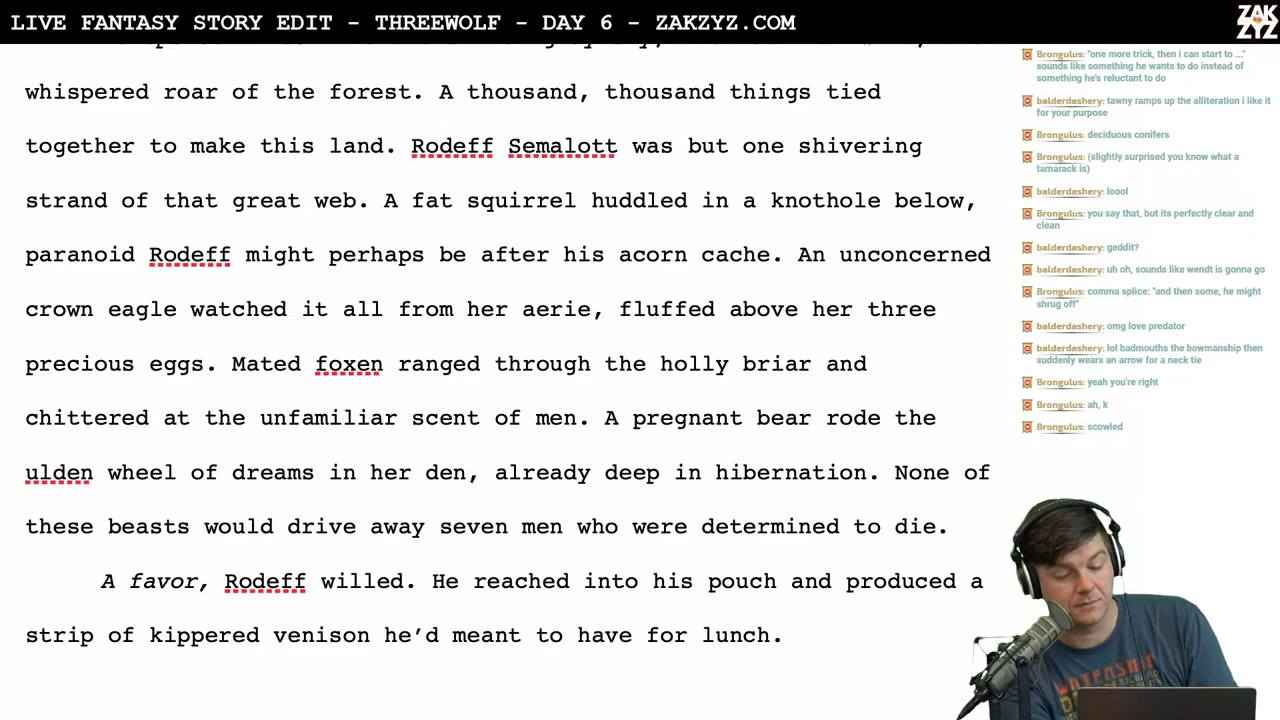 LIVE FANTASY STORY EDIT - THREEWOLF - DAY 6 - ZAKZYZ.COM
ZAK
ZYZ
whispered roar of the forest. A thousand, thousand things tied
together to make this land. Rodeff Semalott was but one shivering
strand of that great web. A fat squirrel huddled in a knothole below,
paranoid Rodeff might perhaps be after his acorn cache. An unconcerned
crown eagle watched it all from her aerie, fluffed above her three
precious eggs. Mated foxen ranged through the holly briar and
chittered at the unfamiliar scent of men. A pregnant bear rode the
ulden wheel of dreams in her den, already deep in hibernation. None of
these beasts would drive away seven men who were determined to die.
A favor, Rodeff willed. He reached into his pouch and produced a
strip of kippered venison he’d meant to have for lunch.
Brongulus: "one more trick, then i can start to ..."
sounds like something he wants to do instead of
something he's reluctant to do
balderdashery: tawny ramps up the alliteration i like it
for your purpose
Brongulus: deciduous conifers
Brongulus: (slightly surprised you know what a
tamarack is)
balderdashery: loool
Brongulus: you say that, but its perfectly clear and
clean
balderdashery: geddit?
balderdashery: uh oh, sounds like wendt is gonna go
Brongulus: comma splice: "and then some, he might
shrug off"
balderdashery: omg love predator
balderdashery: lol badmouths the bowmanship then
suddenly wears an arrow for a neck tie
Brongulus: yeah you're right
Brongulus: ah, k
Brongulus: scowled